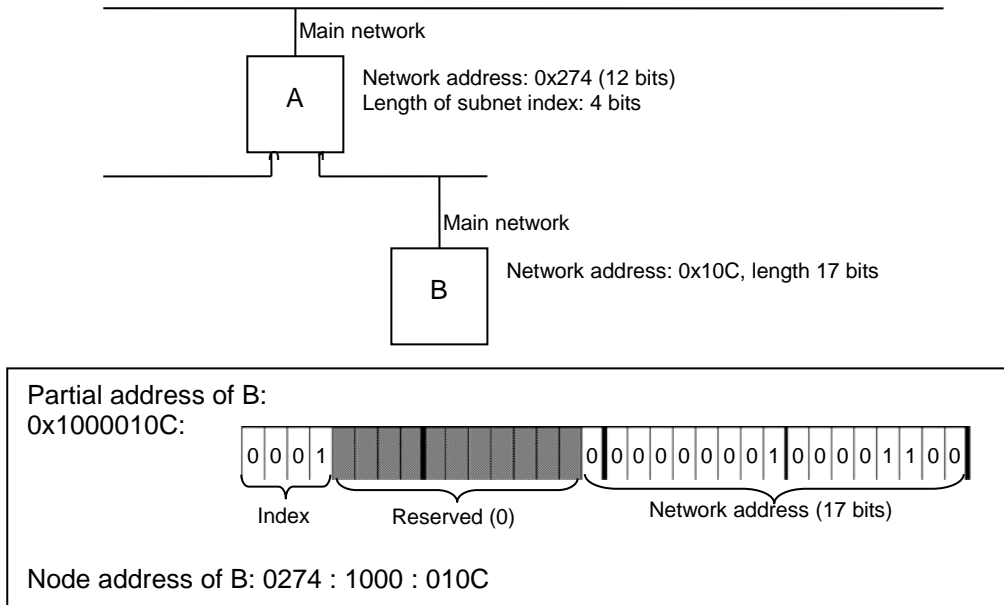 Main network
A
Network address: 0x274 (12 bits)
Length of subnet index: 4 bits
Main network
B
Network address: 0x10C, length 17 bits
Partial address of B:
0x1000010C:
0 0 0 1 0 0 0 0 0 0 0 0 1 0 0 0 0 1 1 0 0
Index Reserved (0) Network address (17 bits)
Node address of B: 0274 : 1000 : 010C